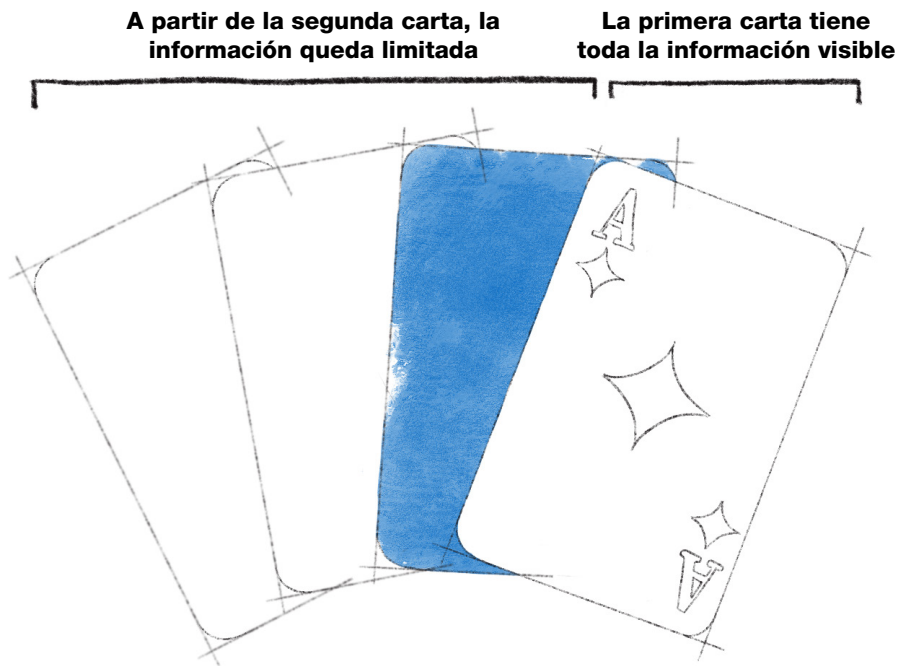 A partir de la segunda carta, la
información queda limitada
La primera carta tiene
toda la información visible
A
A